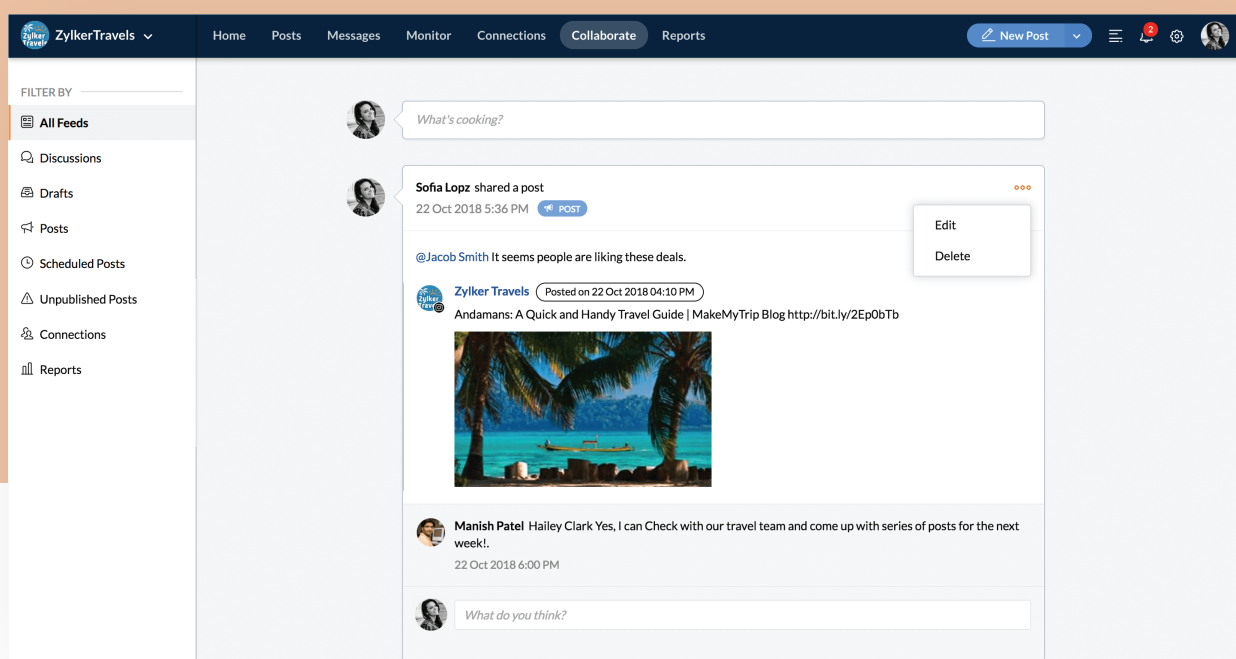 Zylker Travels
ZylkerTravels
Home
Posts
Messages
Monitor
Connections
Collaborate
Reports
New Post
2
FILTER BY
All Feeds
Discussions
Drafts
Posts
Scheduled Posts
Unpublished Posts
Connections
Reports
What's cooking?
Sofia Lopz shared a post
22 Oct 2018 5:36 PM POST
Edit
Delete
@Jacob Smith It seems people are liking these deals.
Zylker Travels Posted on 22 Oct 2018 04:10 PM
Andamans: A Quick and Handy Travel Guide | MakeMyTrip Blog http://bit.ly/2Ep0bTb
Manish Patel Hailey Clark Yes, I can Check with our travel team and come up with series of posts for the next
week!.
22 Oct 2018 6:00 PM
What do you think?